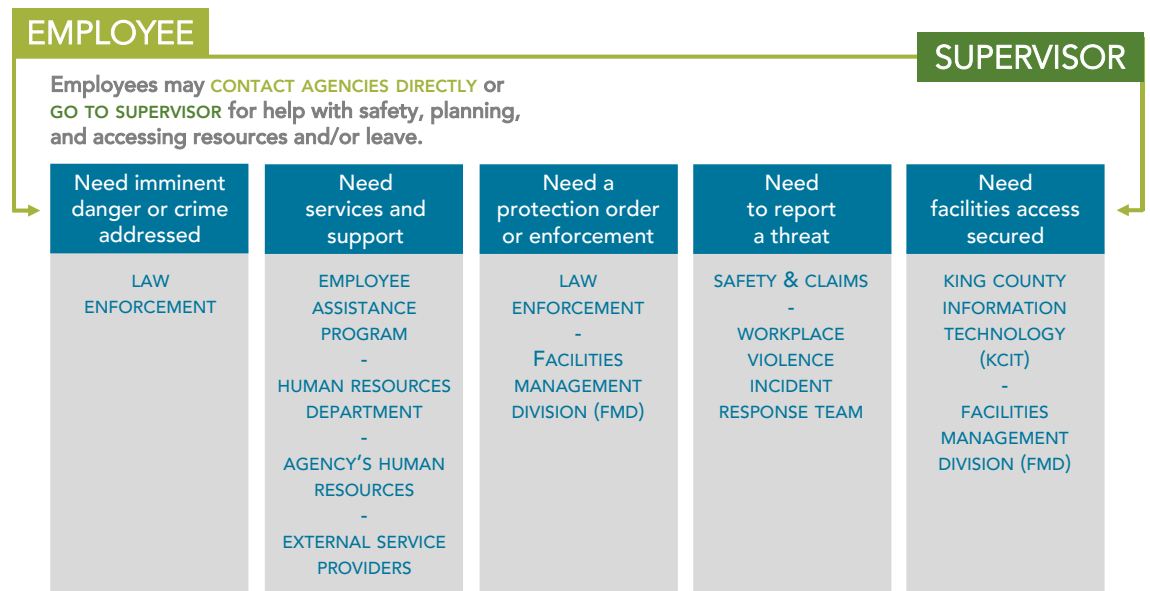 EMPLOYEE
SUPERVISOR
Employees may CONTACT AGENCIES DIRECTLY or
GO TO SUPERVISOR for help with safety, planning,
and accessing resources and/or leave.
Need imminent
danger or crime
addressed
LAW
ENFORCEMENT
Need
services and
support
EMPLOYEE
ASSISTANCE
PROGRAM
-
HUMAN RESOURCES
DEPARTMENT
-
AGENCY'S HUMAN
RESOURCES
-
EXTERNAL SERVICE
PROVIDERS
Need a
protection order
or enforcement
LAW
ENFORCEMENT
-
FACILITIES
MANAGEMENT
DIVISION (FMD)
Need
to report
a threat
SAFETY & CLAIMS
-
WORKPLACE
VIOLENCE
INCIDENT
RESPONSE TEAM
Need
facilities access
secured
KING COUNTY
INFORMATION
TECHNOLOGY
(KCIT)
-
FACILITIES
MANAGEMENT
DIVISION (FMD)